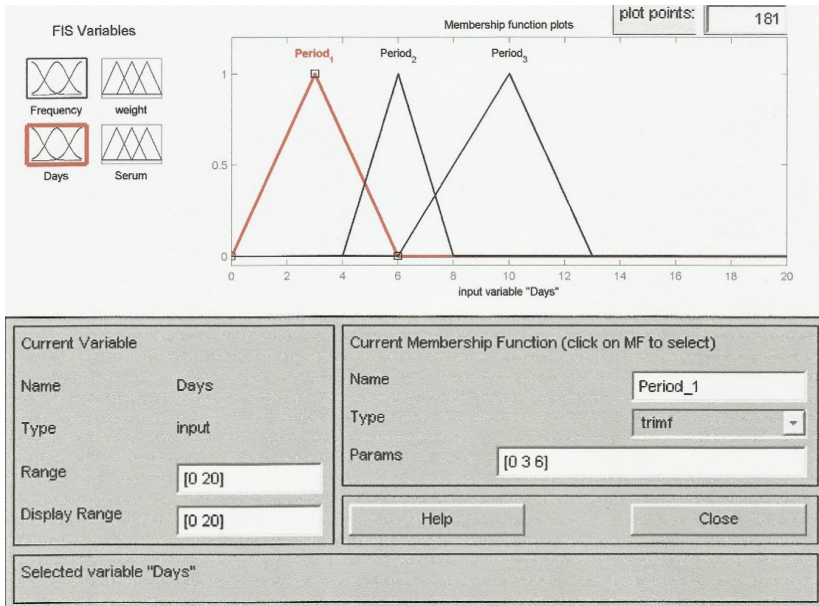 FIS Variables
Membership function plots
plot points:
181
Frequency
weight
Days
Serum
Period1
Period2
Period3
1
0.5
0
0
2
4
6
8
10
12
14
16
18
20
input variable "Days"
Current Variable
Name
Days
Type
input
Range
[0 20]
Display Range
[0 20]
Current Membership Function (click on MF to select)
Name
Period_1
Type
trimf
Params
[0 3 6]
Help
Close
Selected variable "Days"